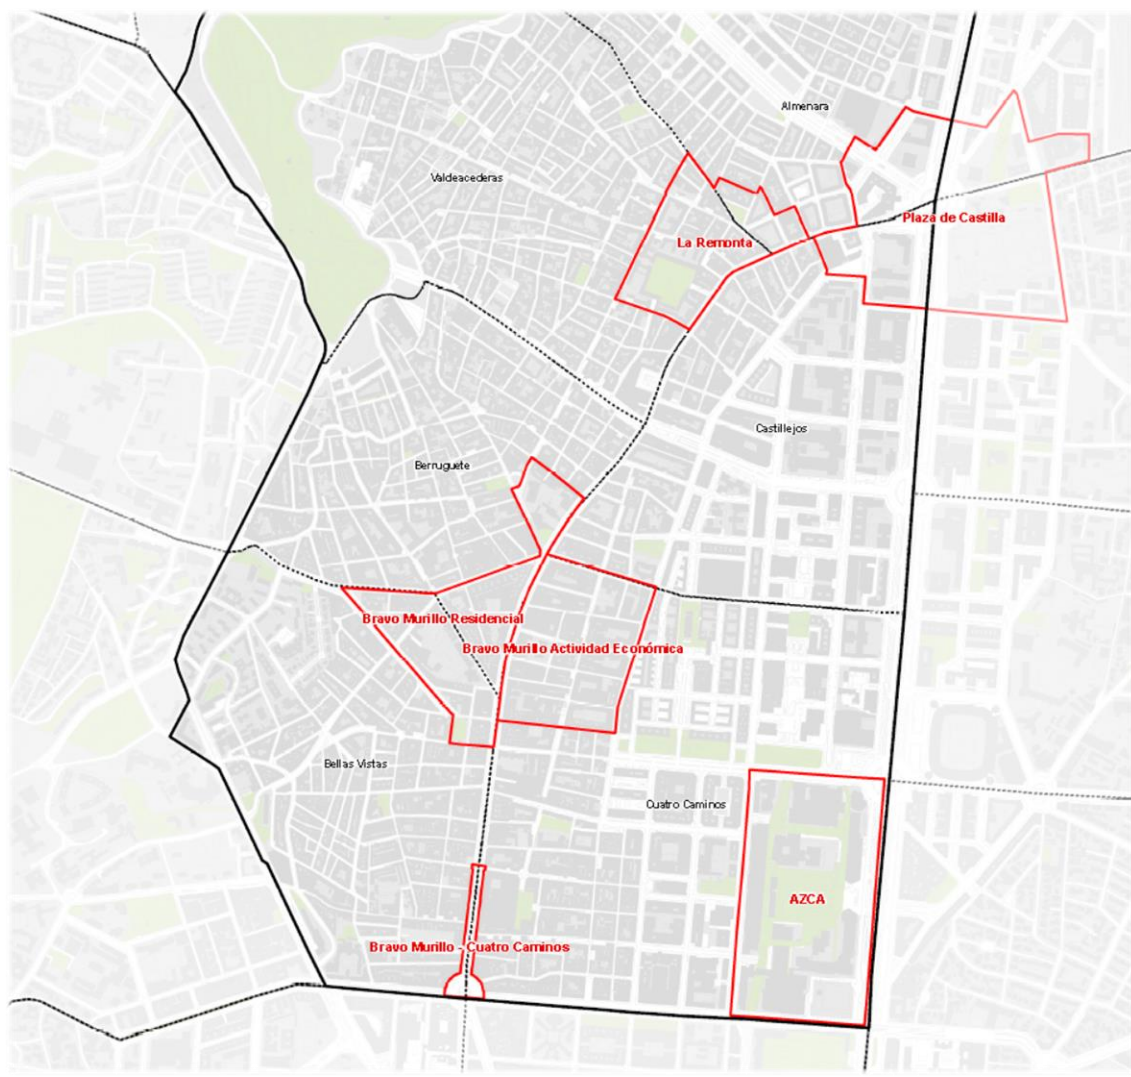 Almenara
Valdeacederas
Plaza de Castilla
La Remonta
Castillejos
Berruguete
Bravo Murillo Residencial
Bravo Murillo Actividad Económica
Bellas Vistas
Cuatro Caminos
AZCA
Bravo Murillo - Cuatro Caminos